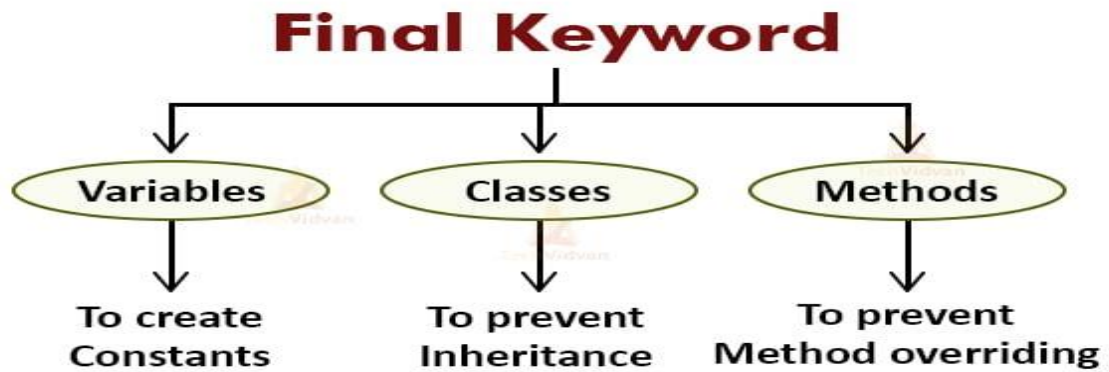 Final Keyword
Variables
Classes
Methods
To create
Constants
To prevent
Inheritance
To prevent
Method overriding